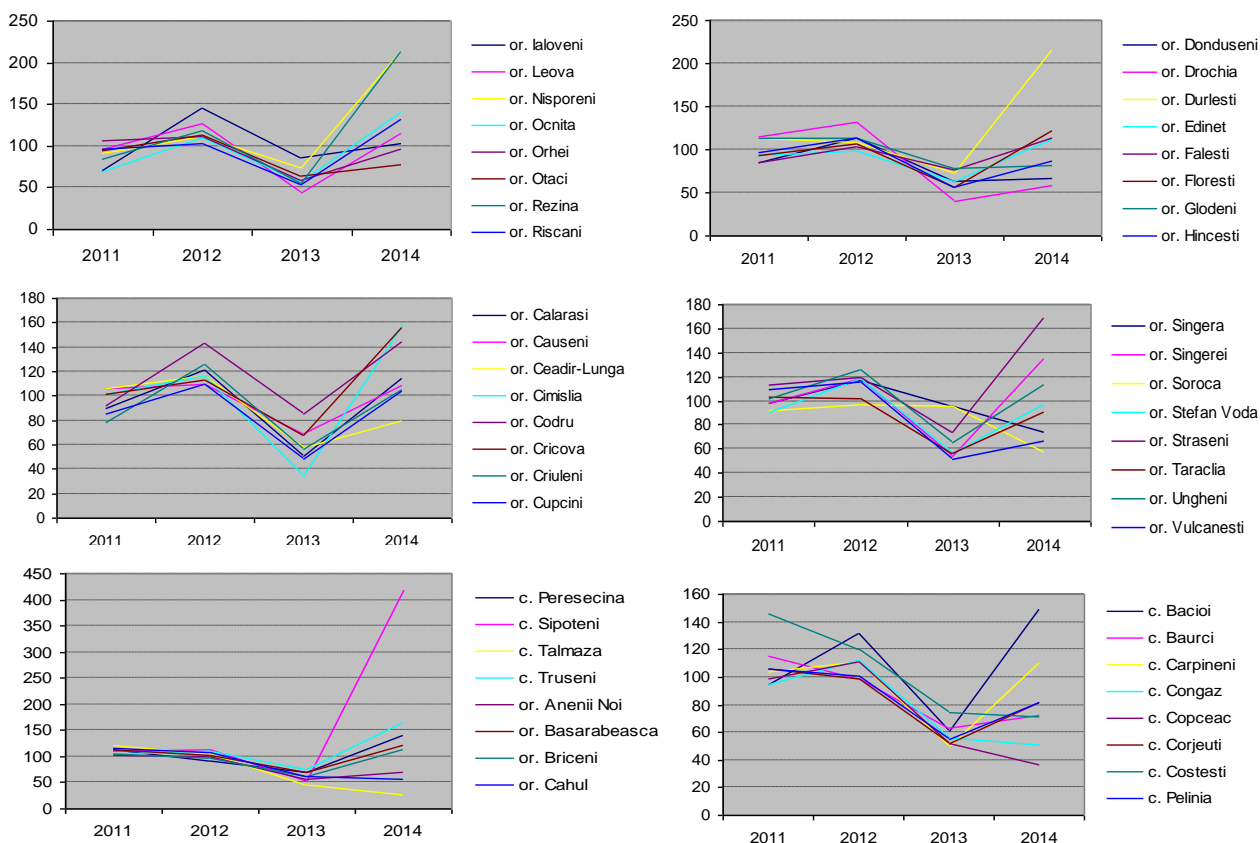 250
200
150
100
50
0
2011 2012 2013 2014
or. Ialoveni
or. Leova
or. Nisporeni
or. Ocnita
or. Orhei
or. Otaci
or. Rezina
or. Riscani
250
200
150
100
50
0
2011 2012 2013 2014
or. Donduseni
or. Drochia
or. Durlesti
or. Edinet
or. Falesti
or. Floresti
or. Glodeni
or. Hincesti
180
160
140
120
100
80
60
40
20
0
2011 2012 2013 2014
or. Calarasi
or. Causeni
or. Ceadir-Lunga
or. Cimislia
or. Codru
or. Cricova
or. Criuleni
or. Cupcini
180
160
140
120
100
80
60
40
20
0
2011 2012 2013 2014
or. Singera
or. Singerei
or. Soroca
or. Stefan Voda
or. Straseni
or. Taraclia
or. Ungheni
or. Vulcanesti
450
400
350
300
250
200
150
100
50
0
2011 2012 2013 2014
c. Peresecina
c. Sipoteni
c. Talmaza
c. Truseni
or. Anenii Noi
or. Basarabeasca
or. Briceni
or. Cahul
160
140
120
100
80
60
40
20
0
2011 2012 2013 2014
c. Bacioi
c. Baurci
c. Carpineni
c. Congaz
c. Copceac
c. Corjeuti
c. Costesti
c. Pelinia